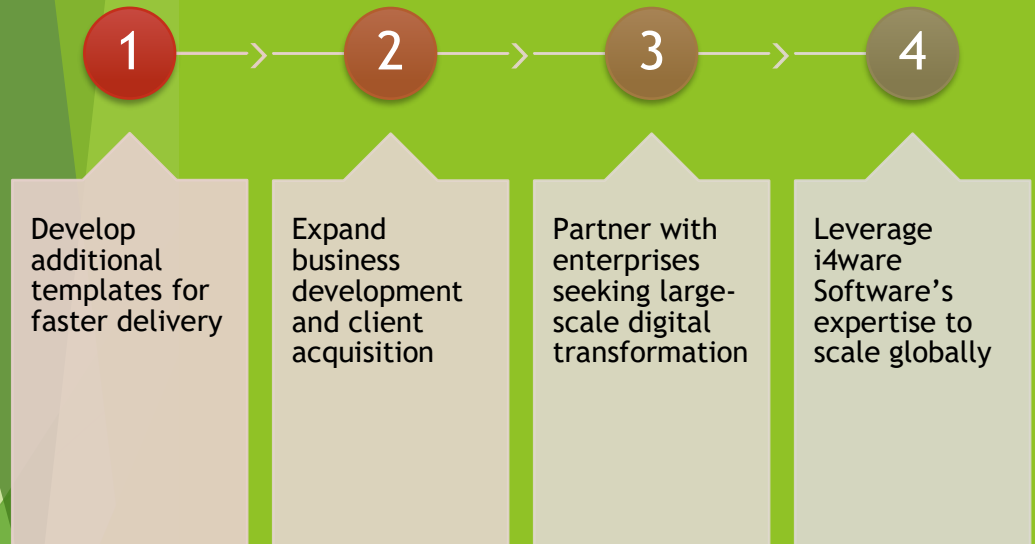 1
2
3
4
Develop
additional
templates for
faster delivery
Expand
business
development
and client
acquisition
Partner with
enterprises
seeking large-
scale digital
transformation
Leverage
i4ware
Software’s
expertise to
scale globally